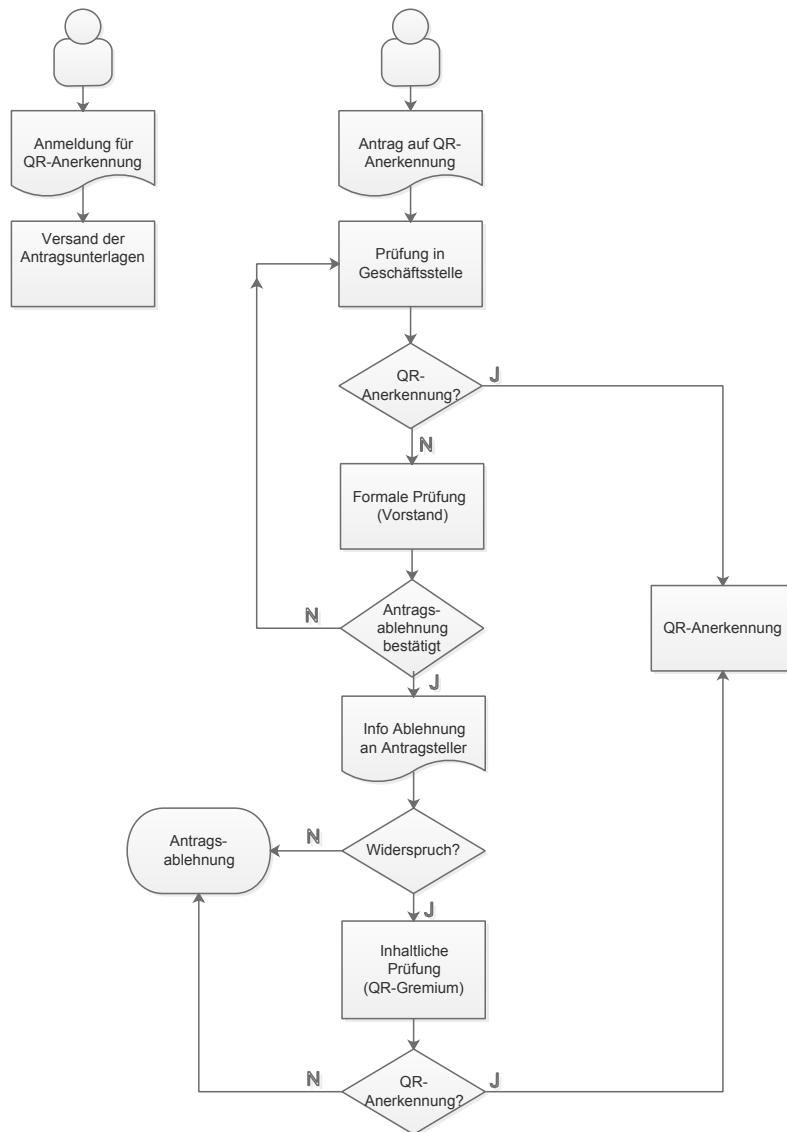 Anmeldung für
QR-Anerkennung
Versand der
Antragsunterlagen
Antrag auf QR-
Anerkennung
Prüfung in
Geschäftsstelle
QR-
Anerkennung?
J
N
Formale Prüfung
(Vorstand)
Antrags-
ablehnung
bestätigt
N
J
QR-Anerkennung
Info Ablehnung
an Antragsteller
Widerspruch?
N
Antrags-
ablehnung
J
Inhaltliche
Prüfung
(QR-Gremium)
QR-
Anerkennung?
N
J